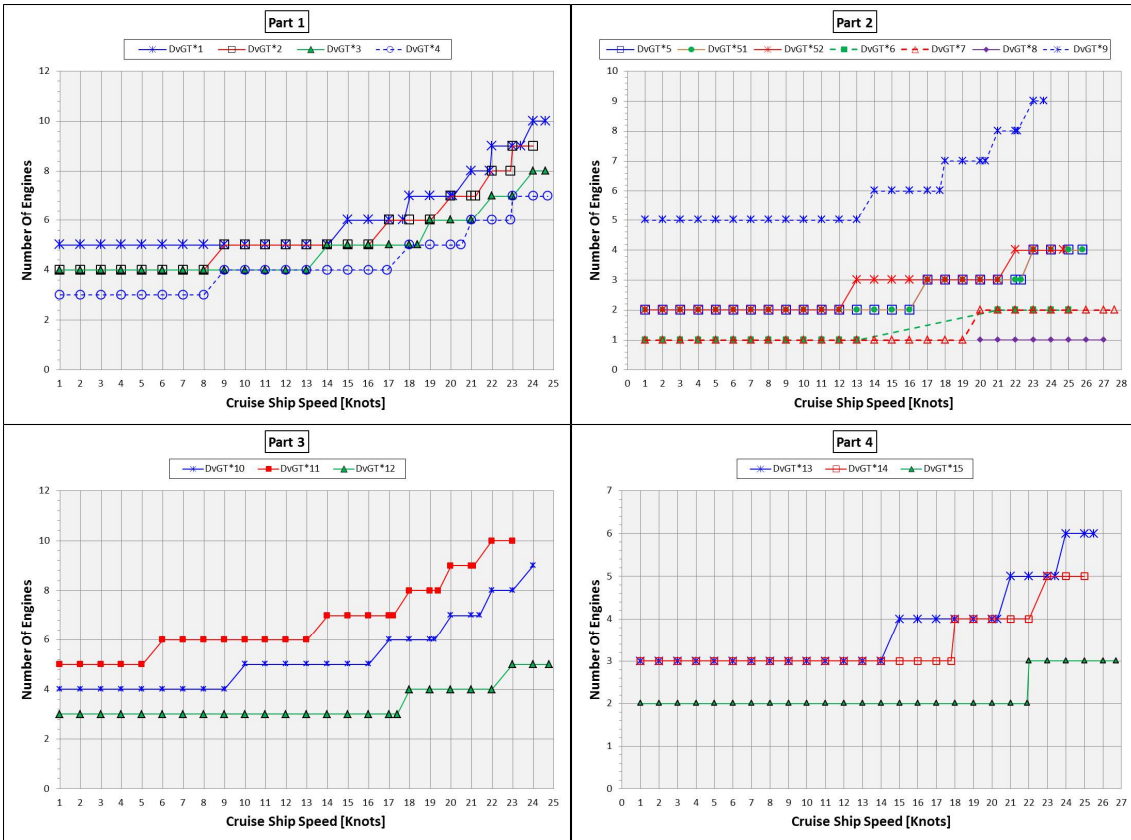 Part 1
DvGT*1 DvGT*2 DvGT*3 DvGT*4
12
10
8
6
4
2
0
Number Of Engines
1 2 3 4 5 6 7 8 9 10 11 12 13 14 15 16 17 18 19 20 21 22 23 24 25
Cruise Ship Speed [Knots]
Part 2
DvGT*5 DvGT*51 DvGT*52 DvGT*6 DvGT*7 DvGT*8 DvGT*9
10
9
8
7
6
5
4
3
2
1
0
Number Of Engines
0 1 2 3 4 5 6 7 8 9 10 11 12 13 14 15 16 17 18 19 20 21 22 23 24 25 26 27 28
Cruise Ship Speed [Knots]
Part 3
DvGT*10 DvGT*11 DvGT*12
12
10
8
6
4
2
0
Number Of Engines
1 2 3 4 5 6 7 8 9 10 11 12 13 14 15 16 17 18 19 20 21 22 23 24 25
Cruise Ship Speed [Knots]
Part 4
DvGT*13 DvGT*14 DvGT*15
7
6
5
4
3
2
1
0
Number Of Engines
0 1 2 3 4 5 6 7 8 9 10 11 12 13 14 15 16 17 18 19 20 21 22 23 24 25 26 27
Cruise Ship Speed [Knots]